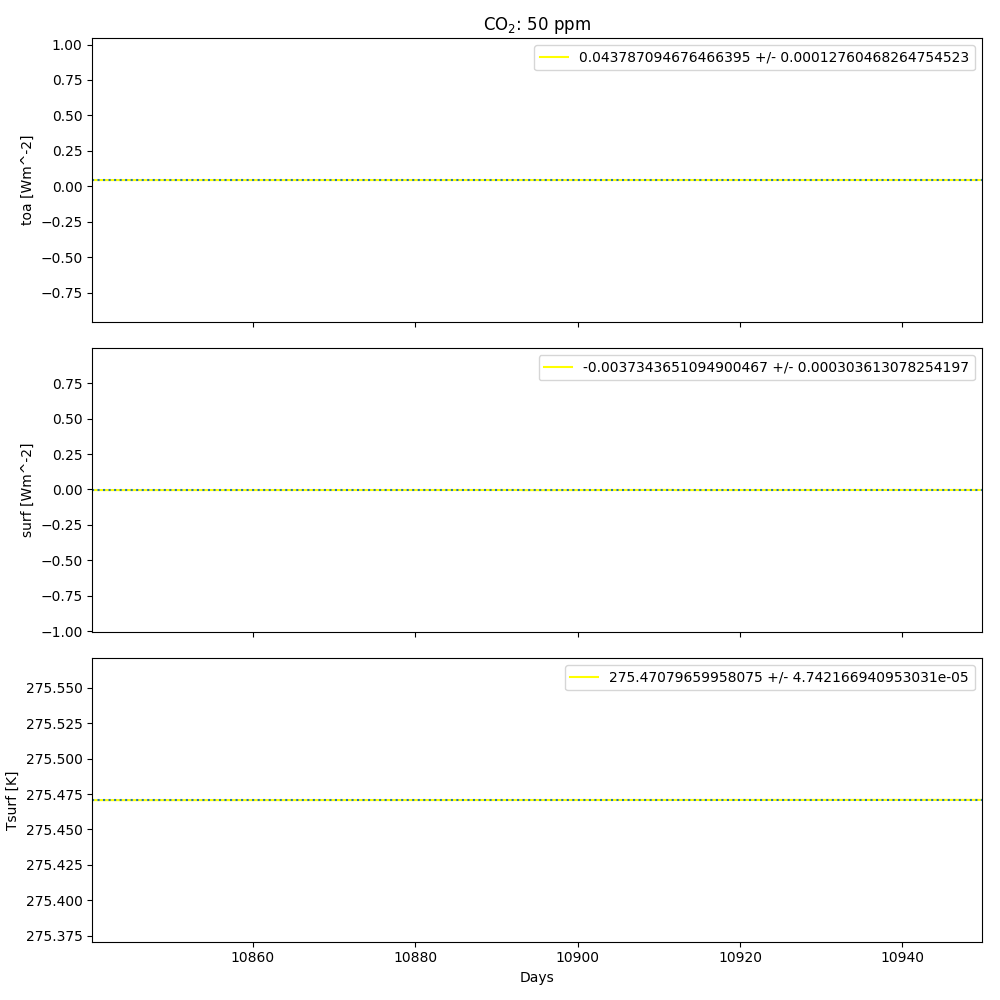 CO₂: 50 ppm
1.00
0.75
0.50
0.25
0.00
−0.25
−0.50
−0.75
toa [Wm^-2]
0.043787094676466395 +/- 0.00012760468264754523
0.75
0.50
0.25
0.00
−0.25
−0.50
−0.75
−1.00
surf [Wm^-2]
-0.0037343651094900467 +/- 0.000303613078254197
275.550
275.525
275.500
275.475
275.450
275.425
275.400
275.375
Tsurf [K]
275.47079659958075 +/- 4.742166940953031e-05
10860 10880 10900 10920 10940
Days